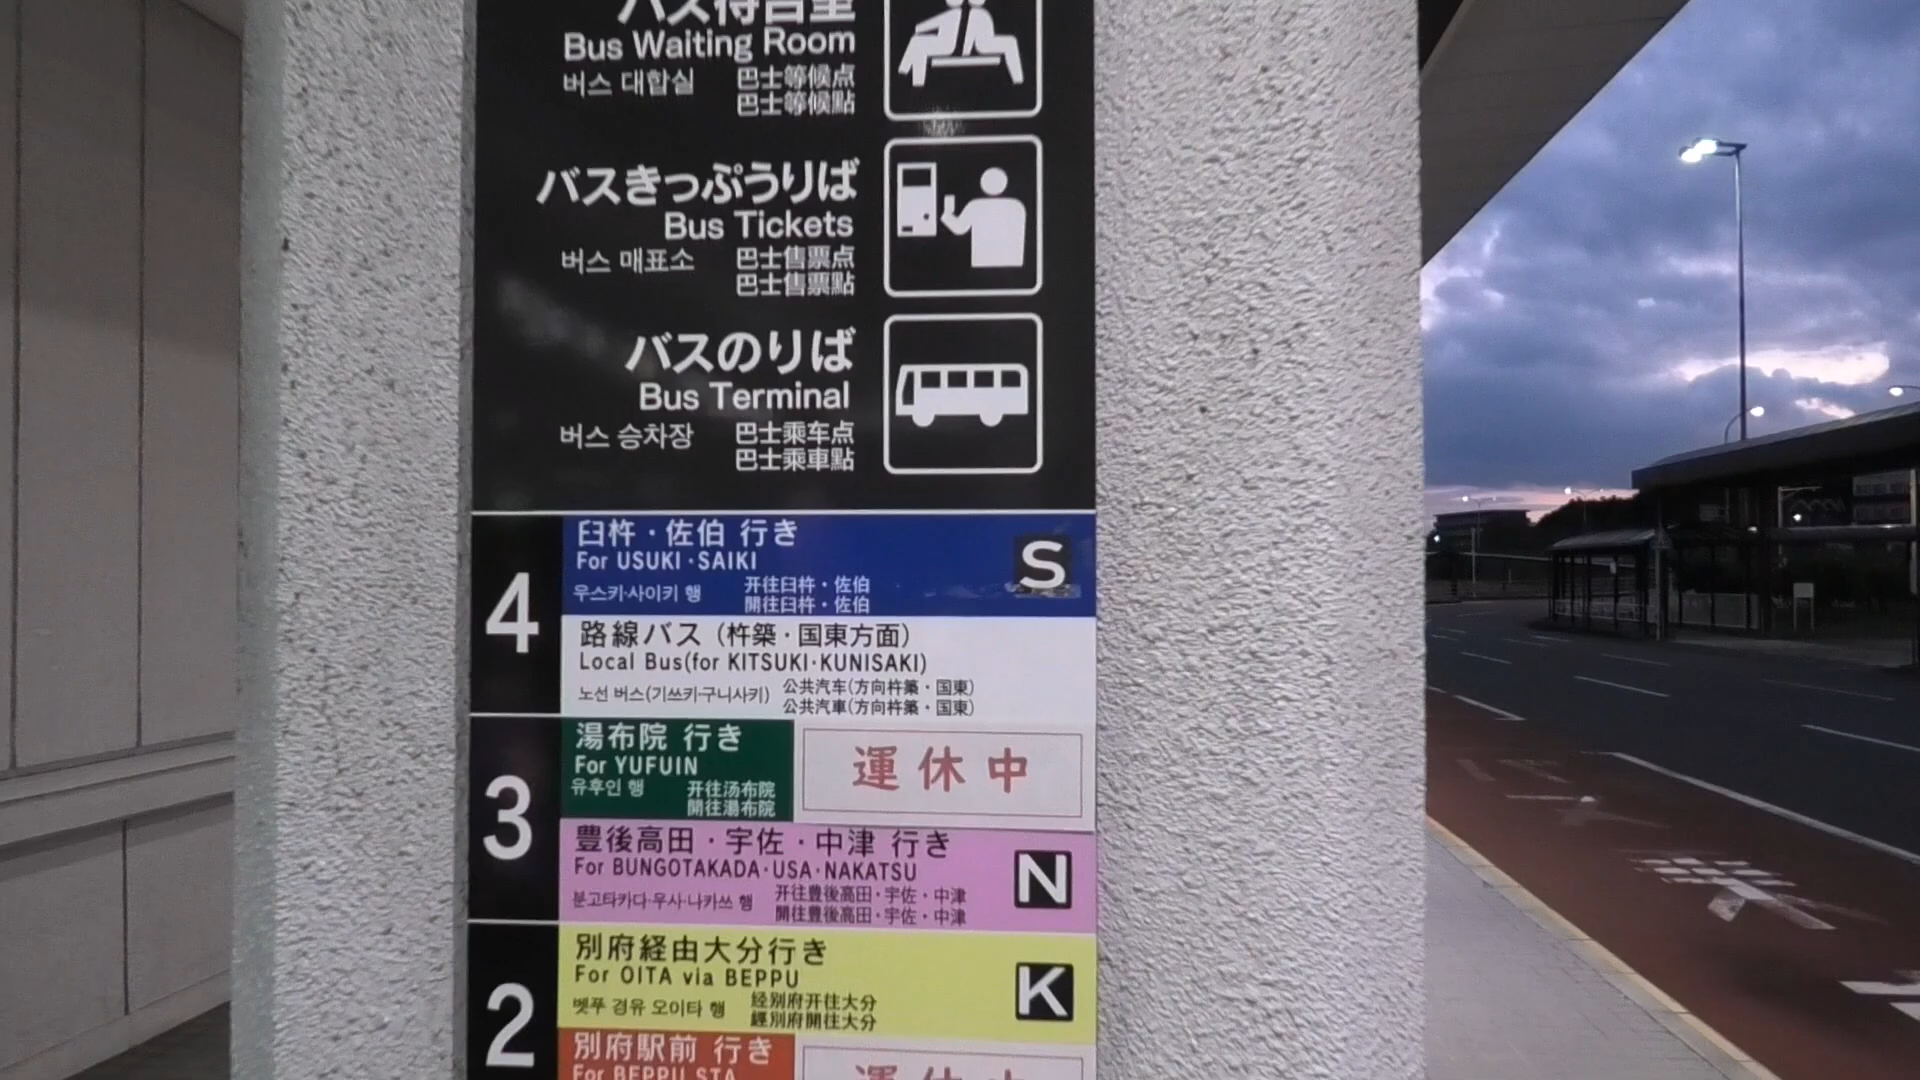 バス待合室
Bus Waiting Room
버스 대합실 巴士等候点
巴士等候點
バスきっぷうりば
Bus Tickets
버스 매표소 巴士售票点
巴士售票點
バスのりば
Bus Terminal
버스 승차장 巴士乘车点
巴士乘車點
4
臼杵・佐伯 行き
For USUKI・SAIKI
우스키·사이키 행 开往臼杵・佐伯
開往臼杵・佐伯
S
路線バス（杵築・国東方面）
Local Bus(for KITSUKI・KUNISAKI)
노선 버스(기쓰키·구니사키) 公共汽车(方向杵築・国東)
公共汽車(方向杵築・国東)
3
湯布院 行き
For YUFUIN
유후인 행 开往汤布院
開往湯布院
運休中
豊後高田・宇佐・中津 行き
For BUNGOTAKADA・USA・NAKATSU
분고타카다·우사·나카쓰 행 开往豊後高田・宇佐・中津
開往豊後高田・宇佐・中津
N
2
別府経由大分行き
For OITA via BEPPU
벳푸 경유 오이타 행 经別府开往大分
經別府開往大分
K
別府駅前 行き
For BEPPU STA
運休中